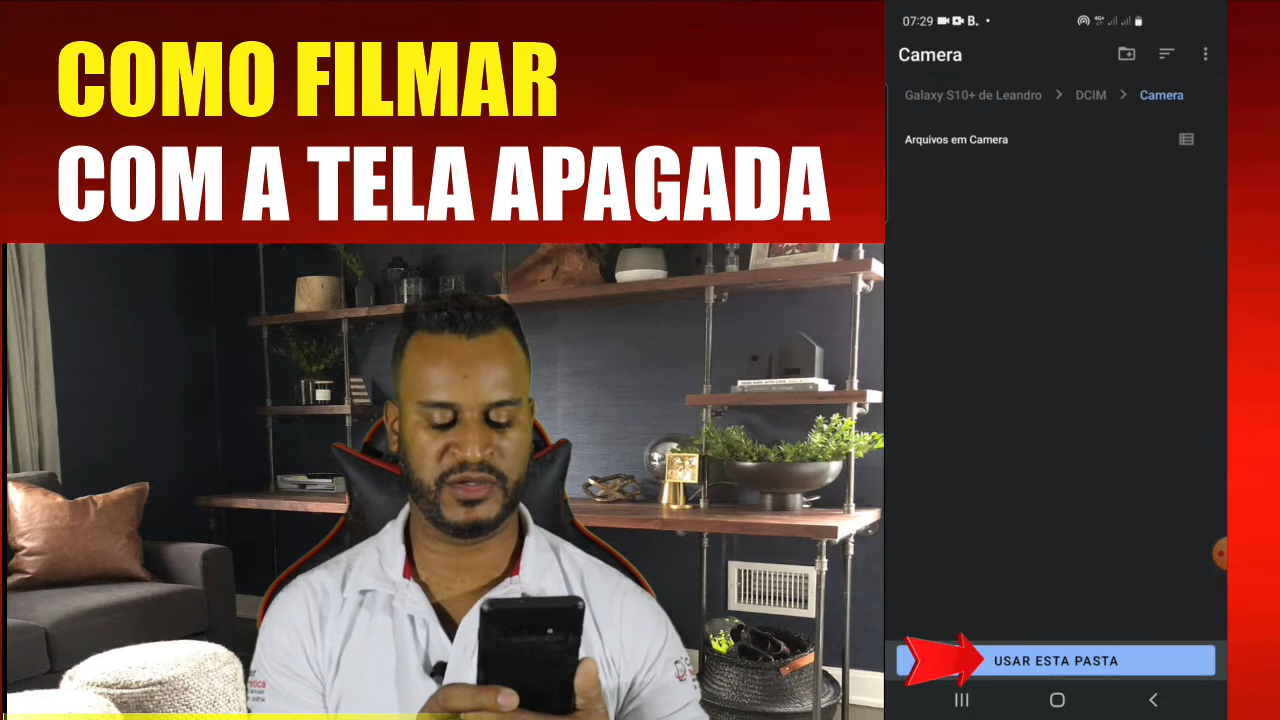 COMO FILMAR
COM A TELA APAGADA
07:29 B.
4G+
Camera
Galaxy S10+ de Leandro > DCIM > Camera
Arquivos em Camera
USAR ESTA PASTA